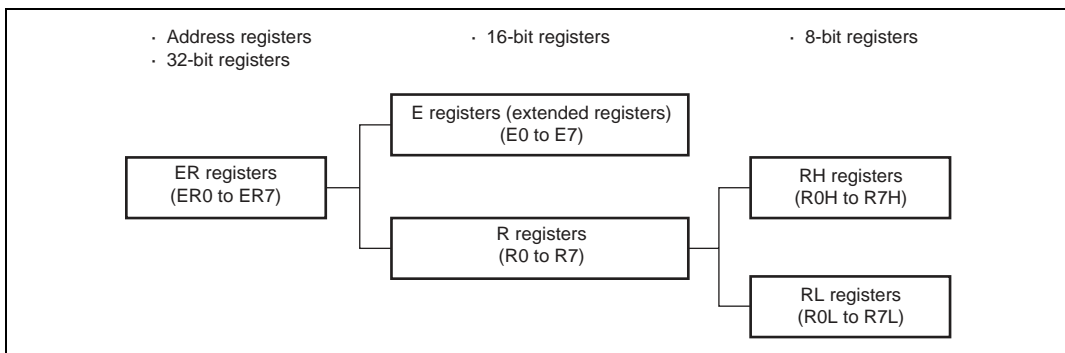 · Address registers
· 32-bit registers
· 16-bit registers
· 8-bit registers
E registers (extended registers)
(E0 to E7)
ER registers
(ER0 to ER7)
RH registers
(R0H to R7H)
R registers
(R0 to R7)
RL registers
(R0L to R7L)